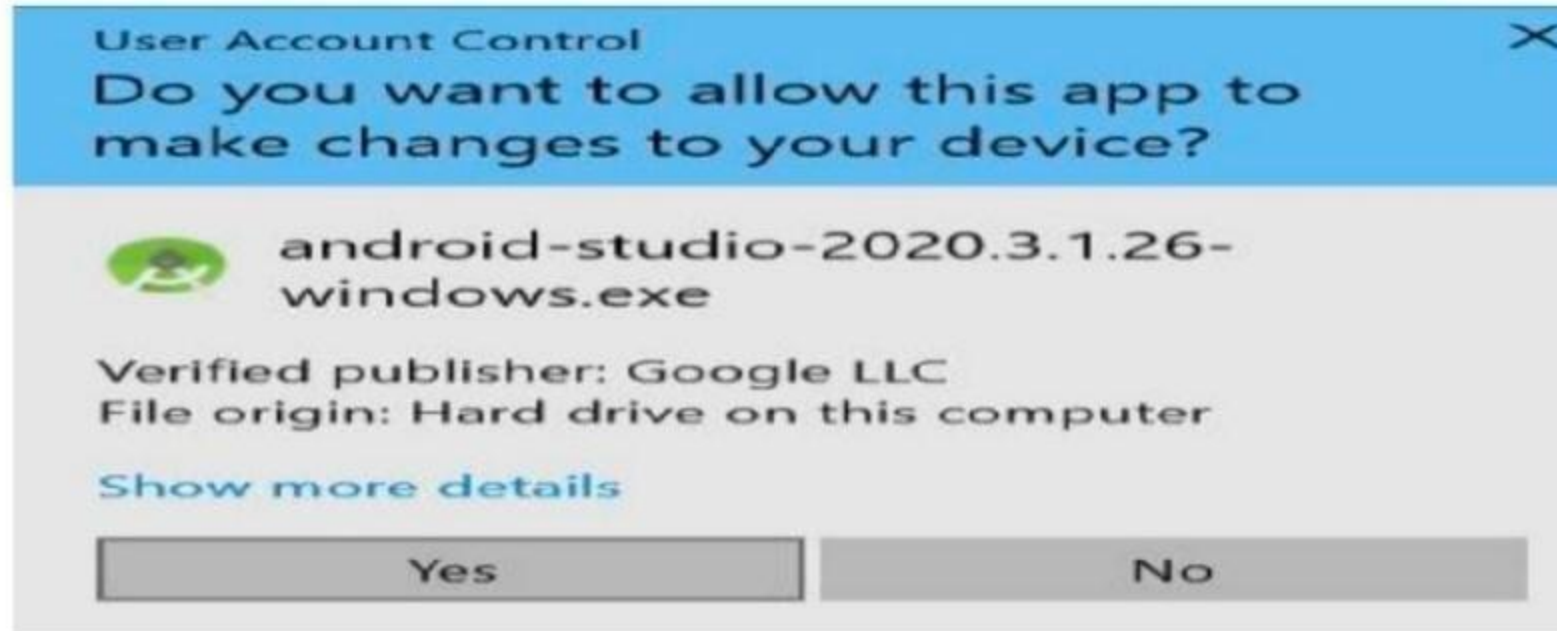 User Account Control
Do you want to allow this app to
make changes to your device?
android-studio-2020.3.1.26-
windows.exe
Verified publisher: Google LLC
File origin: Hard drive on this computer
Show more details
Yes
No